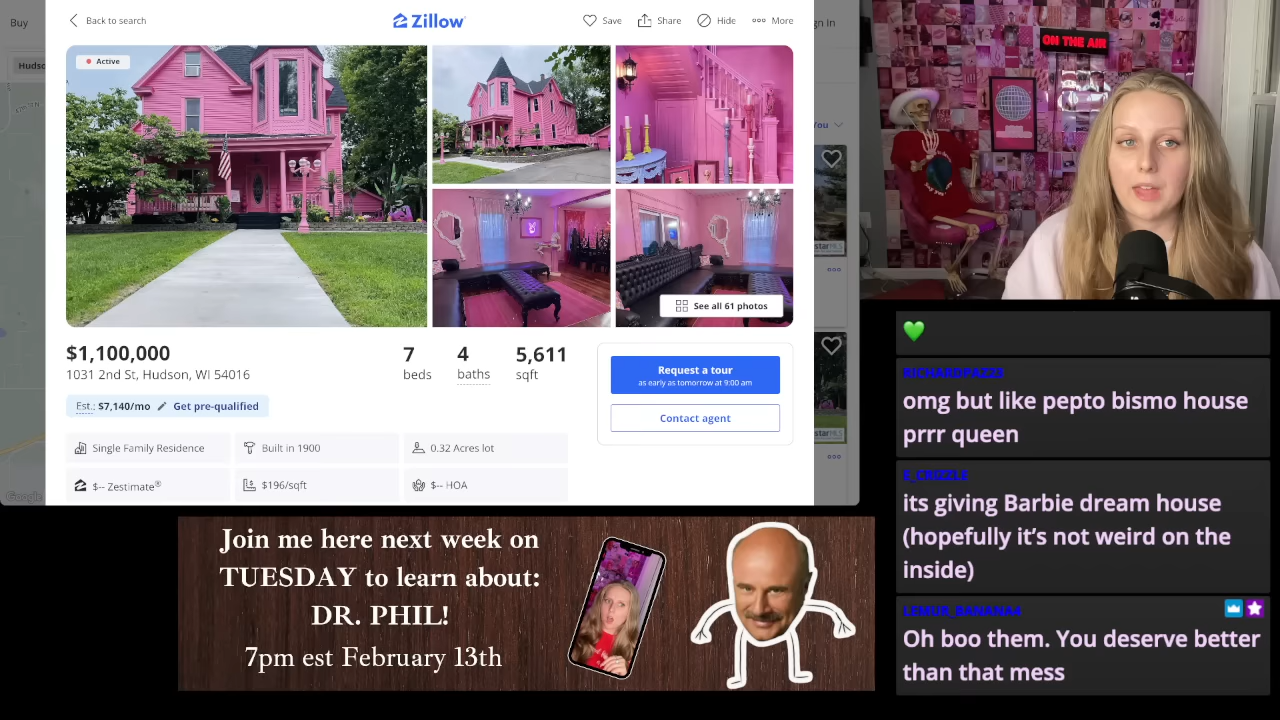 Buy
Back to search
Zillow
Save
Share
Hide
More
Active
See all 61 photos
$1,100,000
1031 2nd St, Hudson, WI 54016
7
beds
4
baths
5,611
sqft
Est.: $7,140/mo
Get pre-qualified
Request a tour
as early as tomorrow at 9:00 am
Contact agent
Single Family Residence
Built in 1900
0.32 Acres lot
$-- Zestimate®
$196/sqft
$-- HOA
ON THE AIR
Join me here next week on
TUESDAY to learn about:
DR. PHIL!
7pm est February 13th
omg but like pepto bismo house
prrr queen
E_CRIZZLE
its giving Barbie dream house
(hopefully it's not weird on the
inside)
LEMUR_BANANA4
Oh boo them. You deserve better
than that mess